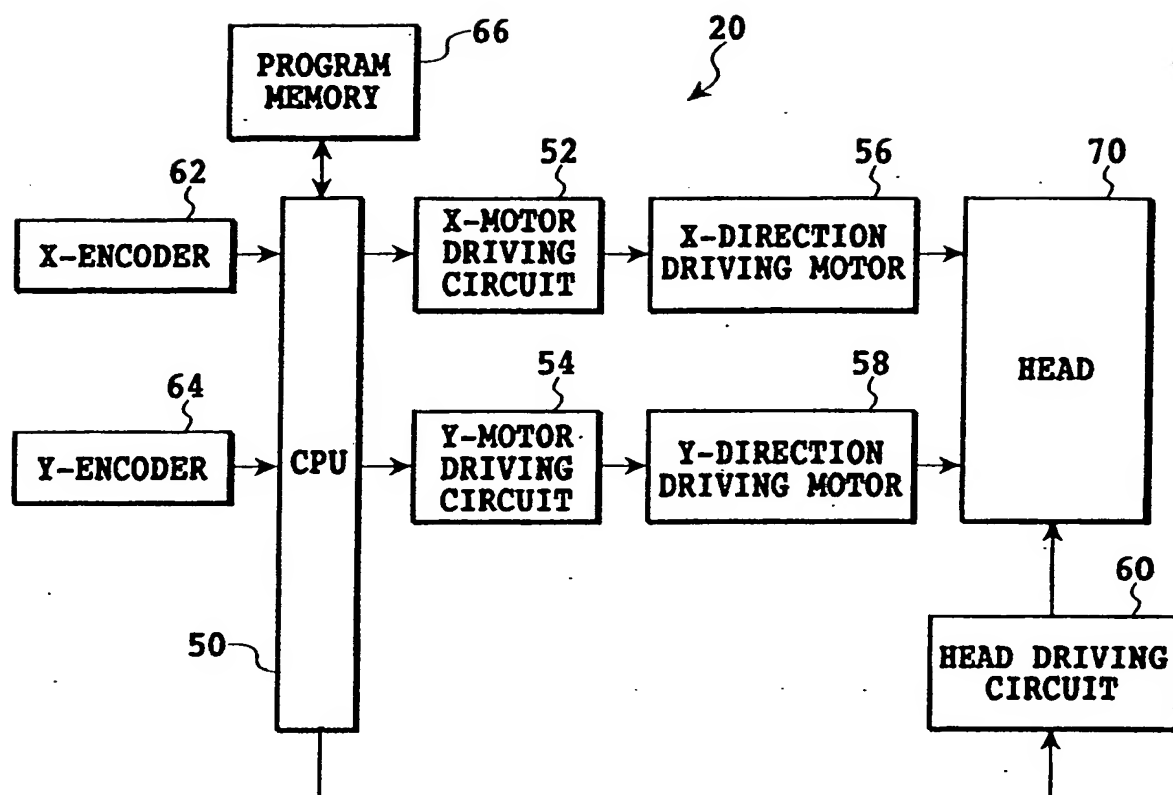 66
20
PROGRAM
MEMORY
62
52
56
70
X-ENCODER
X-MOTOR
DRIVING
CIRCUIT
X-DIRECTION
DRIVING MOTOR
HEAD
64
54
58
Y-ENCODER
CPU
Y-MOTOR
DRIVING
CIRCUIT
Y-DIRECTION
DRIVING MOTOR
60
50
HEAD DRIVING
CIRCUIT